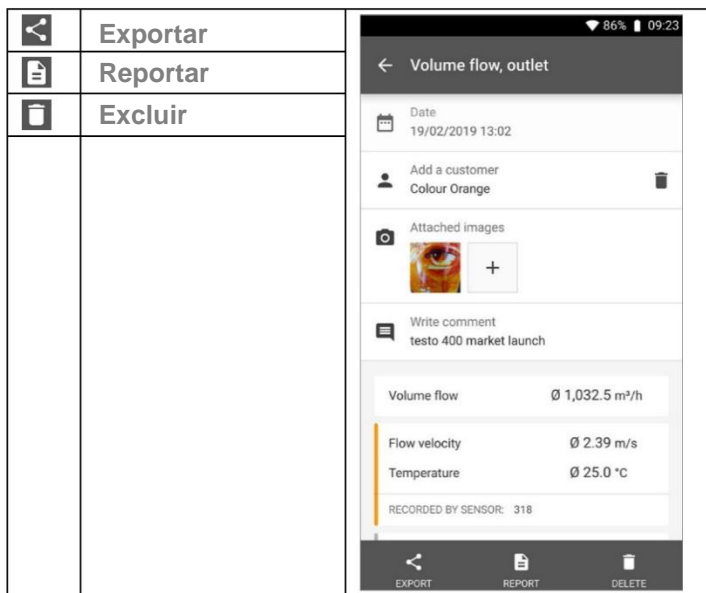 Exportar
Reportar
Excluir
86% 09:23
Volume flow, outlet
Date
19/02/2019 13:02
Add a customer
Colour Orange
Attached images
+
Write comment
testo 400 market launch
Volume flow Ø 1,032.5 m³/h
Flow velocity Ø 2.39 m/s
Temperature Ø 25.0 °C
RECORDED BY SENSOR: 318
EXPORT REPORT DELETE